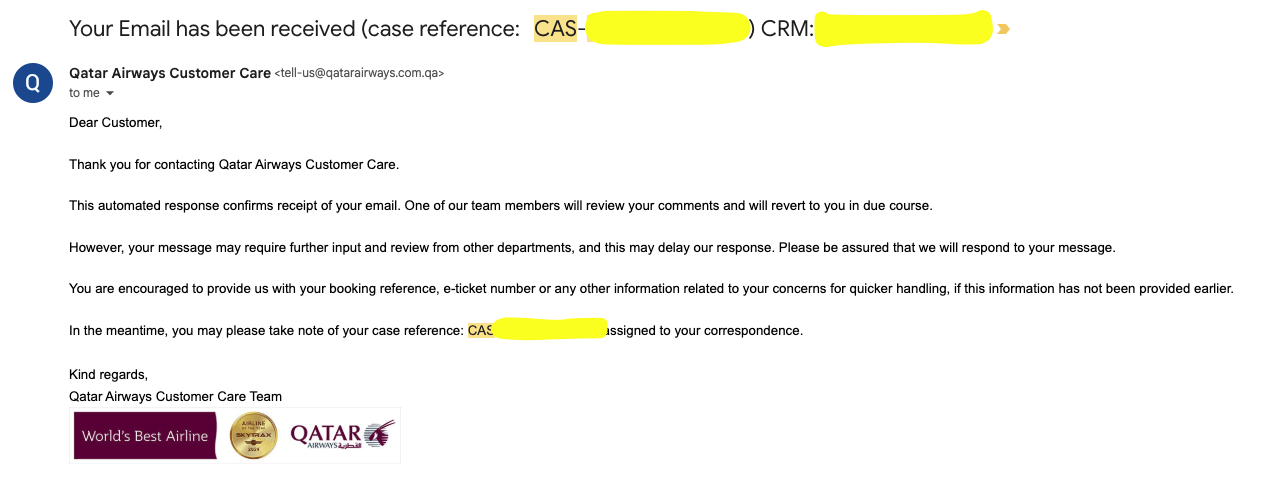 Your Email has been received (case reference: CAS- ) CRM:
Q
Qatar Airways Customer Care <tell-us@qatarairways.com.qa>
to me
Dear Customer,
Thank you for contacting Qatar Airways Customer Care.
This automated response confirms receipt of your email. One of our team members will review your comments and will revert to you in due course.
However, your message may require further input and review from other departments, and this may delay our response. Please be assured that we will respond to your message.
You are encouraged to provide us with your booking reference, e-ticket number or any other information related to your concerns for quicker handling, if this information has not been provided earlier.
In the meantime, you may please take note of your case reference: CAS assigned to your correspondence.
Kind regards,
Qatar Airways Customer Care Team
World's Best Airline
AIRLINE
OF THE YEAR
SKYTRAX
2024
QATAR
AIRWAYS القطرية